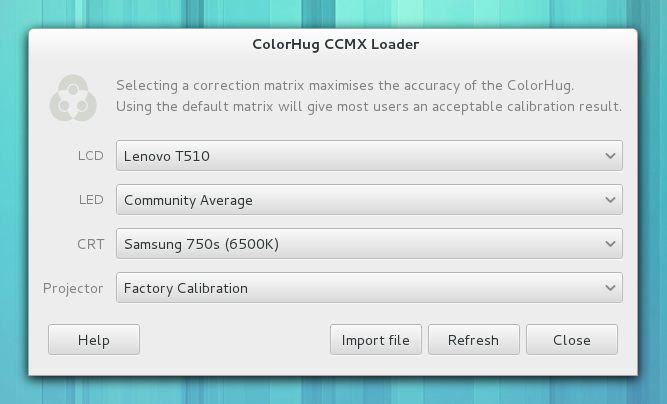 ColorHug CCMX Loader
Selecting a correction matrix maximises the accuracy of the ColorHug.
Using the default matrix will give most users an acceptable calibration result.
LCD Lenovo T510
LED Community Average
CRT Samsung 750s (6500K)
Projector Factory Calibration
Help Import file Refresh Close